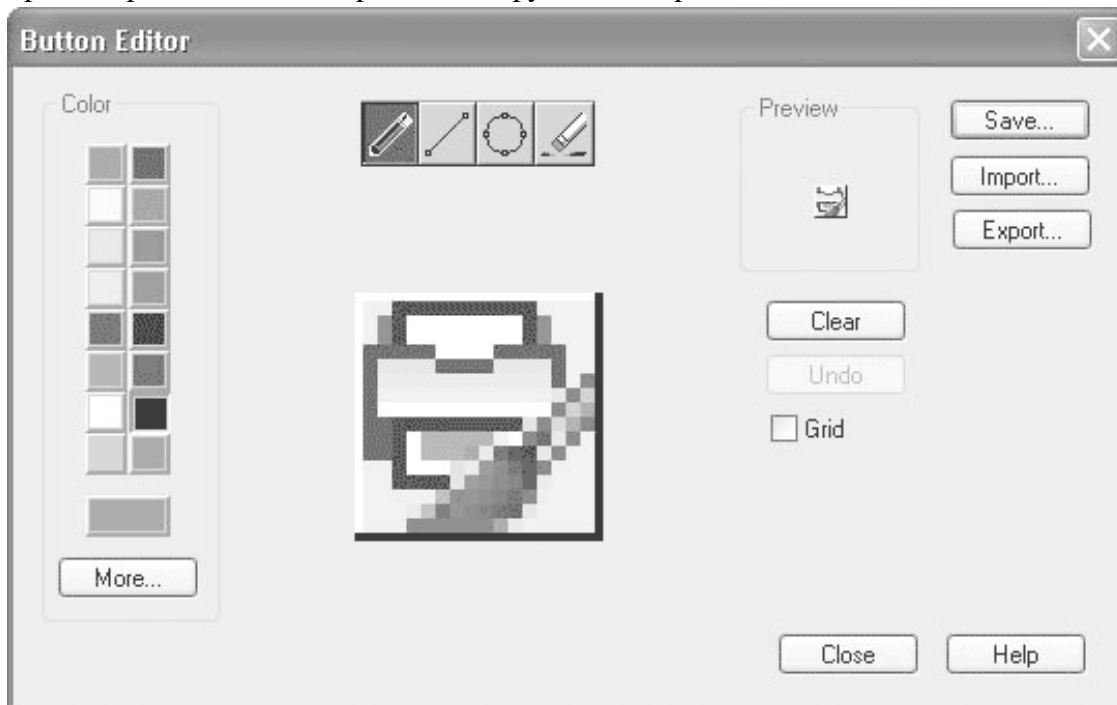 Button Editor
Color
Preview
Save...
Import...
Export...
Clear
Undo
Grid
More...
Close
Help